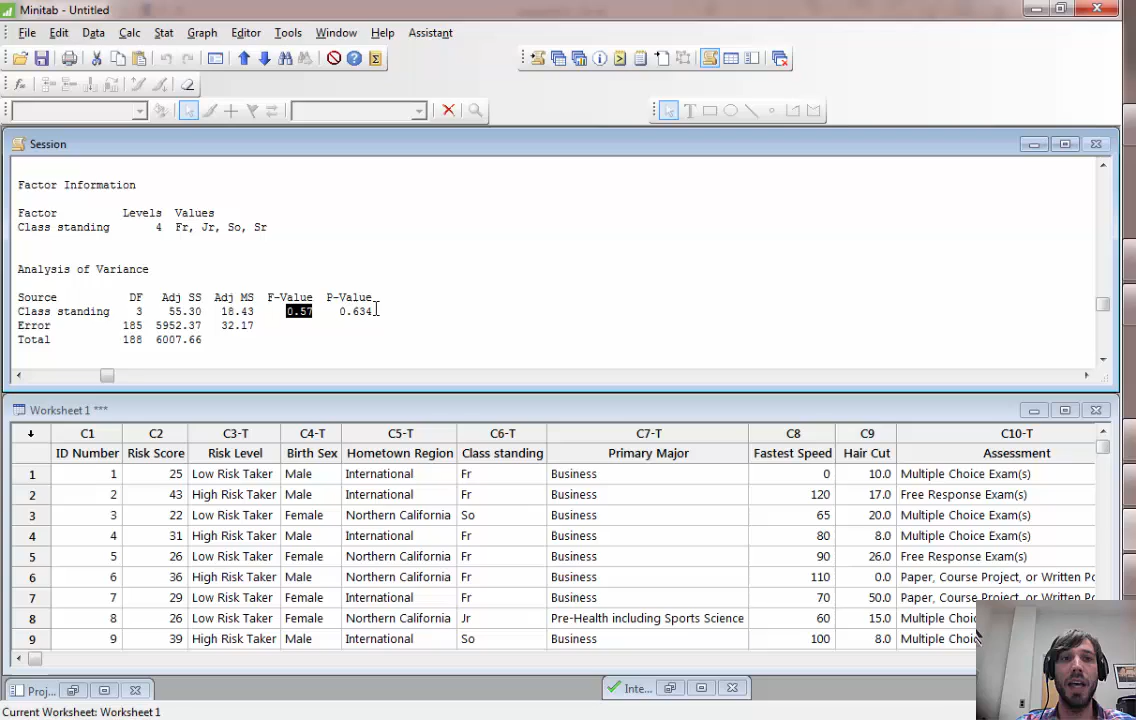 Minitab - Untitled
File Edit Data Calc Stat Graph Editor Tools Window Help Assistant
Session
Factor Information
Factor Levels Values
Class standing 4 Fr, Jr, So, Sr
Analysis of Variance
Source DF Adj SS Adj MS F-Value P-Value
Class standing 3 55.30 18.43 0.57 0.634
Error 185 5952.37 32.17
Total 188 6007.66
Worksheet 1 ***
C1 C2 C3-T C4-T C5-T C6-T C7-T C8 C9 C10-T
ID Number Risk Score Risk Level Birth Sex Hometown Region Class standing Primary Major Fastest Speed Hair Cut Assessment
1 1 25 Low Risk Taker Male International Fr Business 0 10.0 Multiple Choice Exam(s)
2 2 43 High Risk Taker Male International Fr Business 120 17.0 Free Response Exam(s)
3 3 22 Low Risk Taker Female Northern California So Business 65 20.0 Multiple Choice Exam(s)
4 4 31 High Risk Taker Male International Fr Business 80 8.0 Multiple Choice Exam(s)
5 5 26 Low Risk Taker Female Northern California Fr Business 90 26.0 Free Response Exam(s)
6 6 36 High Risk Taker Male Northern California Fr Business 110 0.0 Paper, Course Project, or Written Po
7 7 29 Low Risk Taker Female Northern California Fr Business 70 50.0 Paper, Course Project, or Written Po
8 8 26 Low Risk Taker Female Northern California Jr Pre-Health including Sports Science 60 15.0 Multiple Choic
9 9 39 High Risk Taker Male International So Business 100 8.0 Multiple Choi
Proj... Inte...
Current Worksheet: Worksheet 1